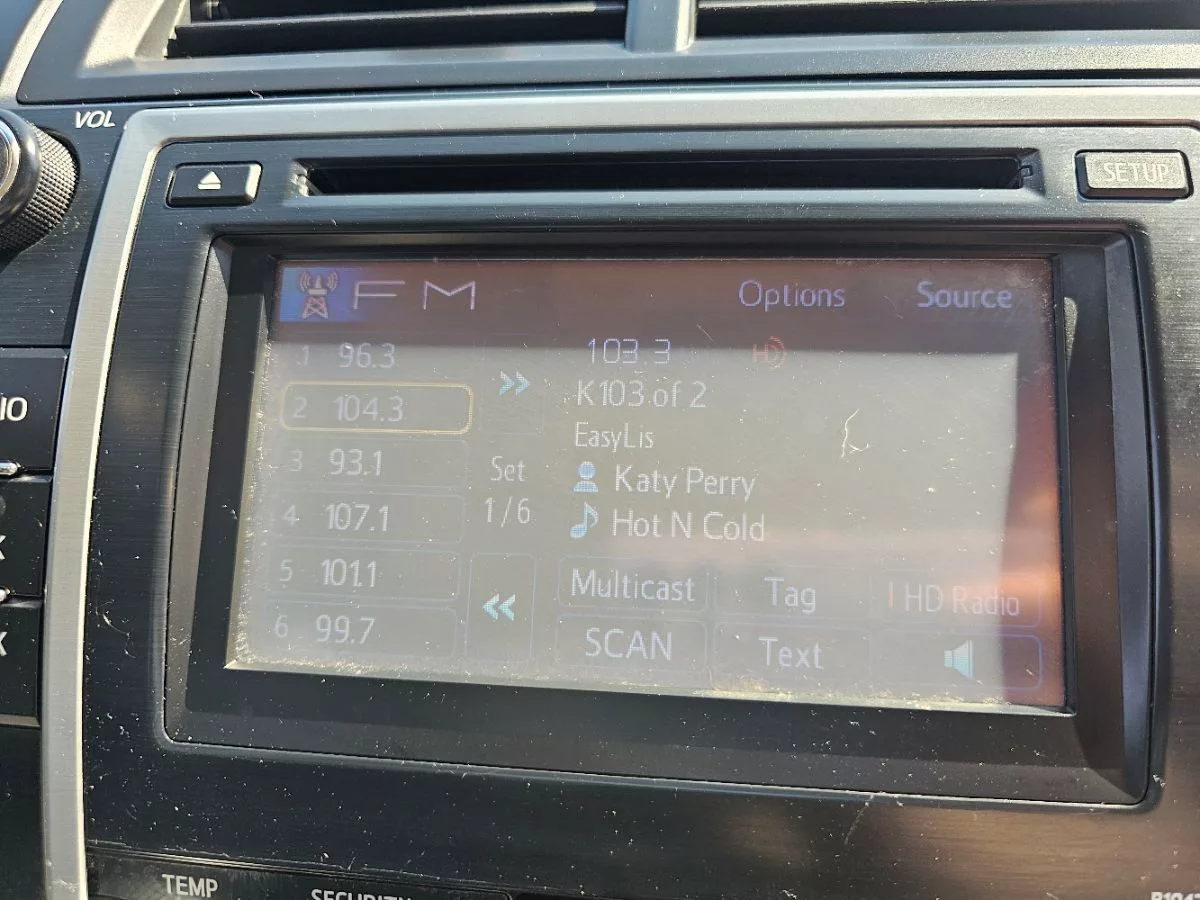 VOL
SETUP
FM
Options
Source
1 96.3
2 104.3
3 93.1
4 107.1
5 101.1
6 99.7
Set
1/6
103.3
HD
K103 of 2
EasyLis
Katy Perry
Hot N Cold
Multicast
Tag
HD Radio
SCAN
Text
IO
K
K
TEMP
SECURITY